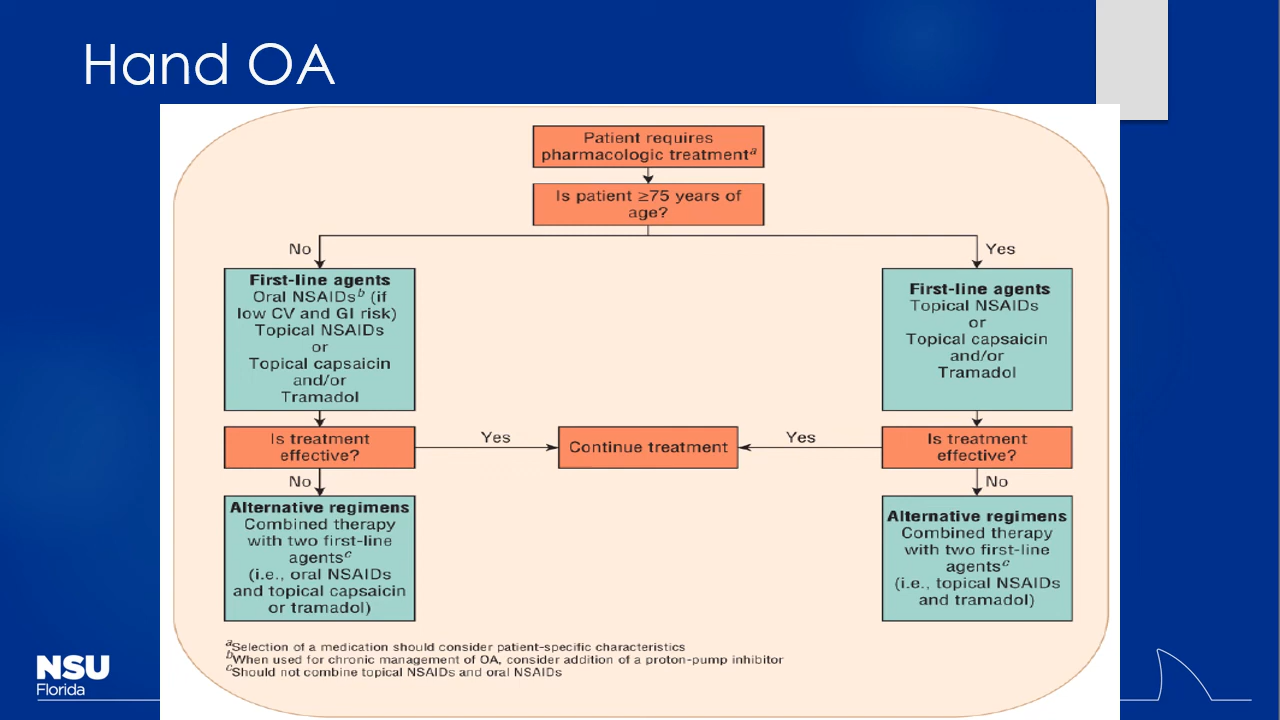 Hand OA
Patient requires
pharmacologic treatmentᵃ
Is patient ≥75 years of
age?
No
Yes
First-line agents
Oral NSAIDsᵇ (if
low CV and GI risk)
Topical NSAIDs
or
Topical capsaicin
and/or
Tramadol
First-line agents
Topical NSAIDs
or
Topical capsaicin
and/or
Tramadol
Is treatment
effective?
Yes
Continue treatment
Yes
Is treatment
effective?
No
No
Alternative regimens
Combined therapy
with two first-line
agentsᶜ
(i.e., oral NSAIDs
and topical capsaicin
or tramadol)
Alternative regimens
Combined therapy
with two first-line
agentsᶜ
(i.e., topical NSAIDs
and tramadol)
ᵃSelection of a medication should consider patient-specific characteristics
ᵇWhen used for chronic management of OA, consider addition of a proton-pump inhibitor
ᶜShould not combine topical NSAIDs and oral NSAIDs
NSU
Florida